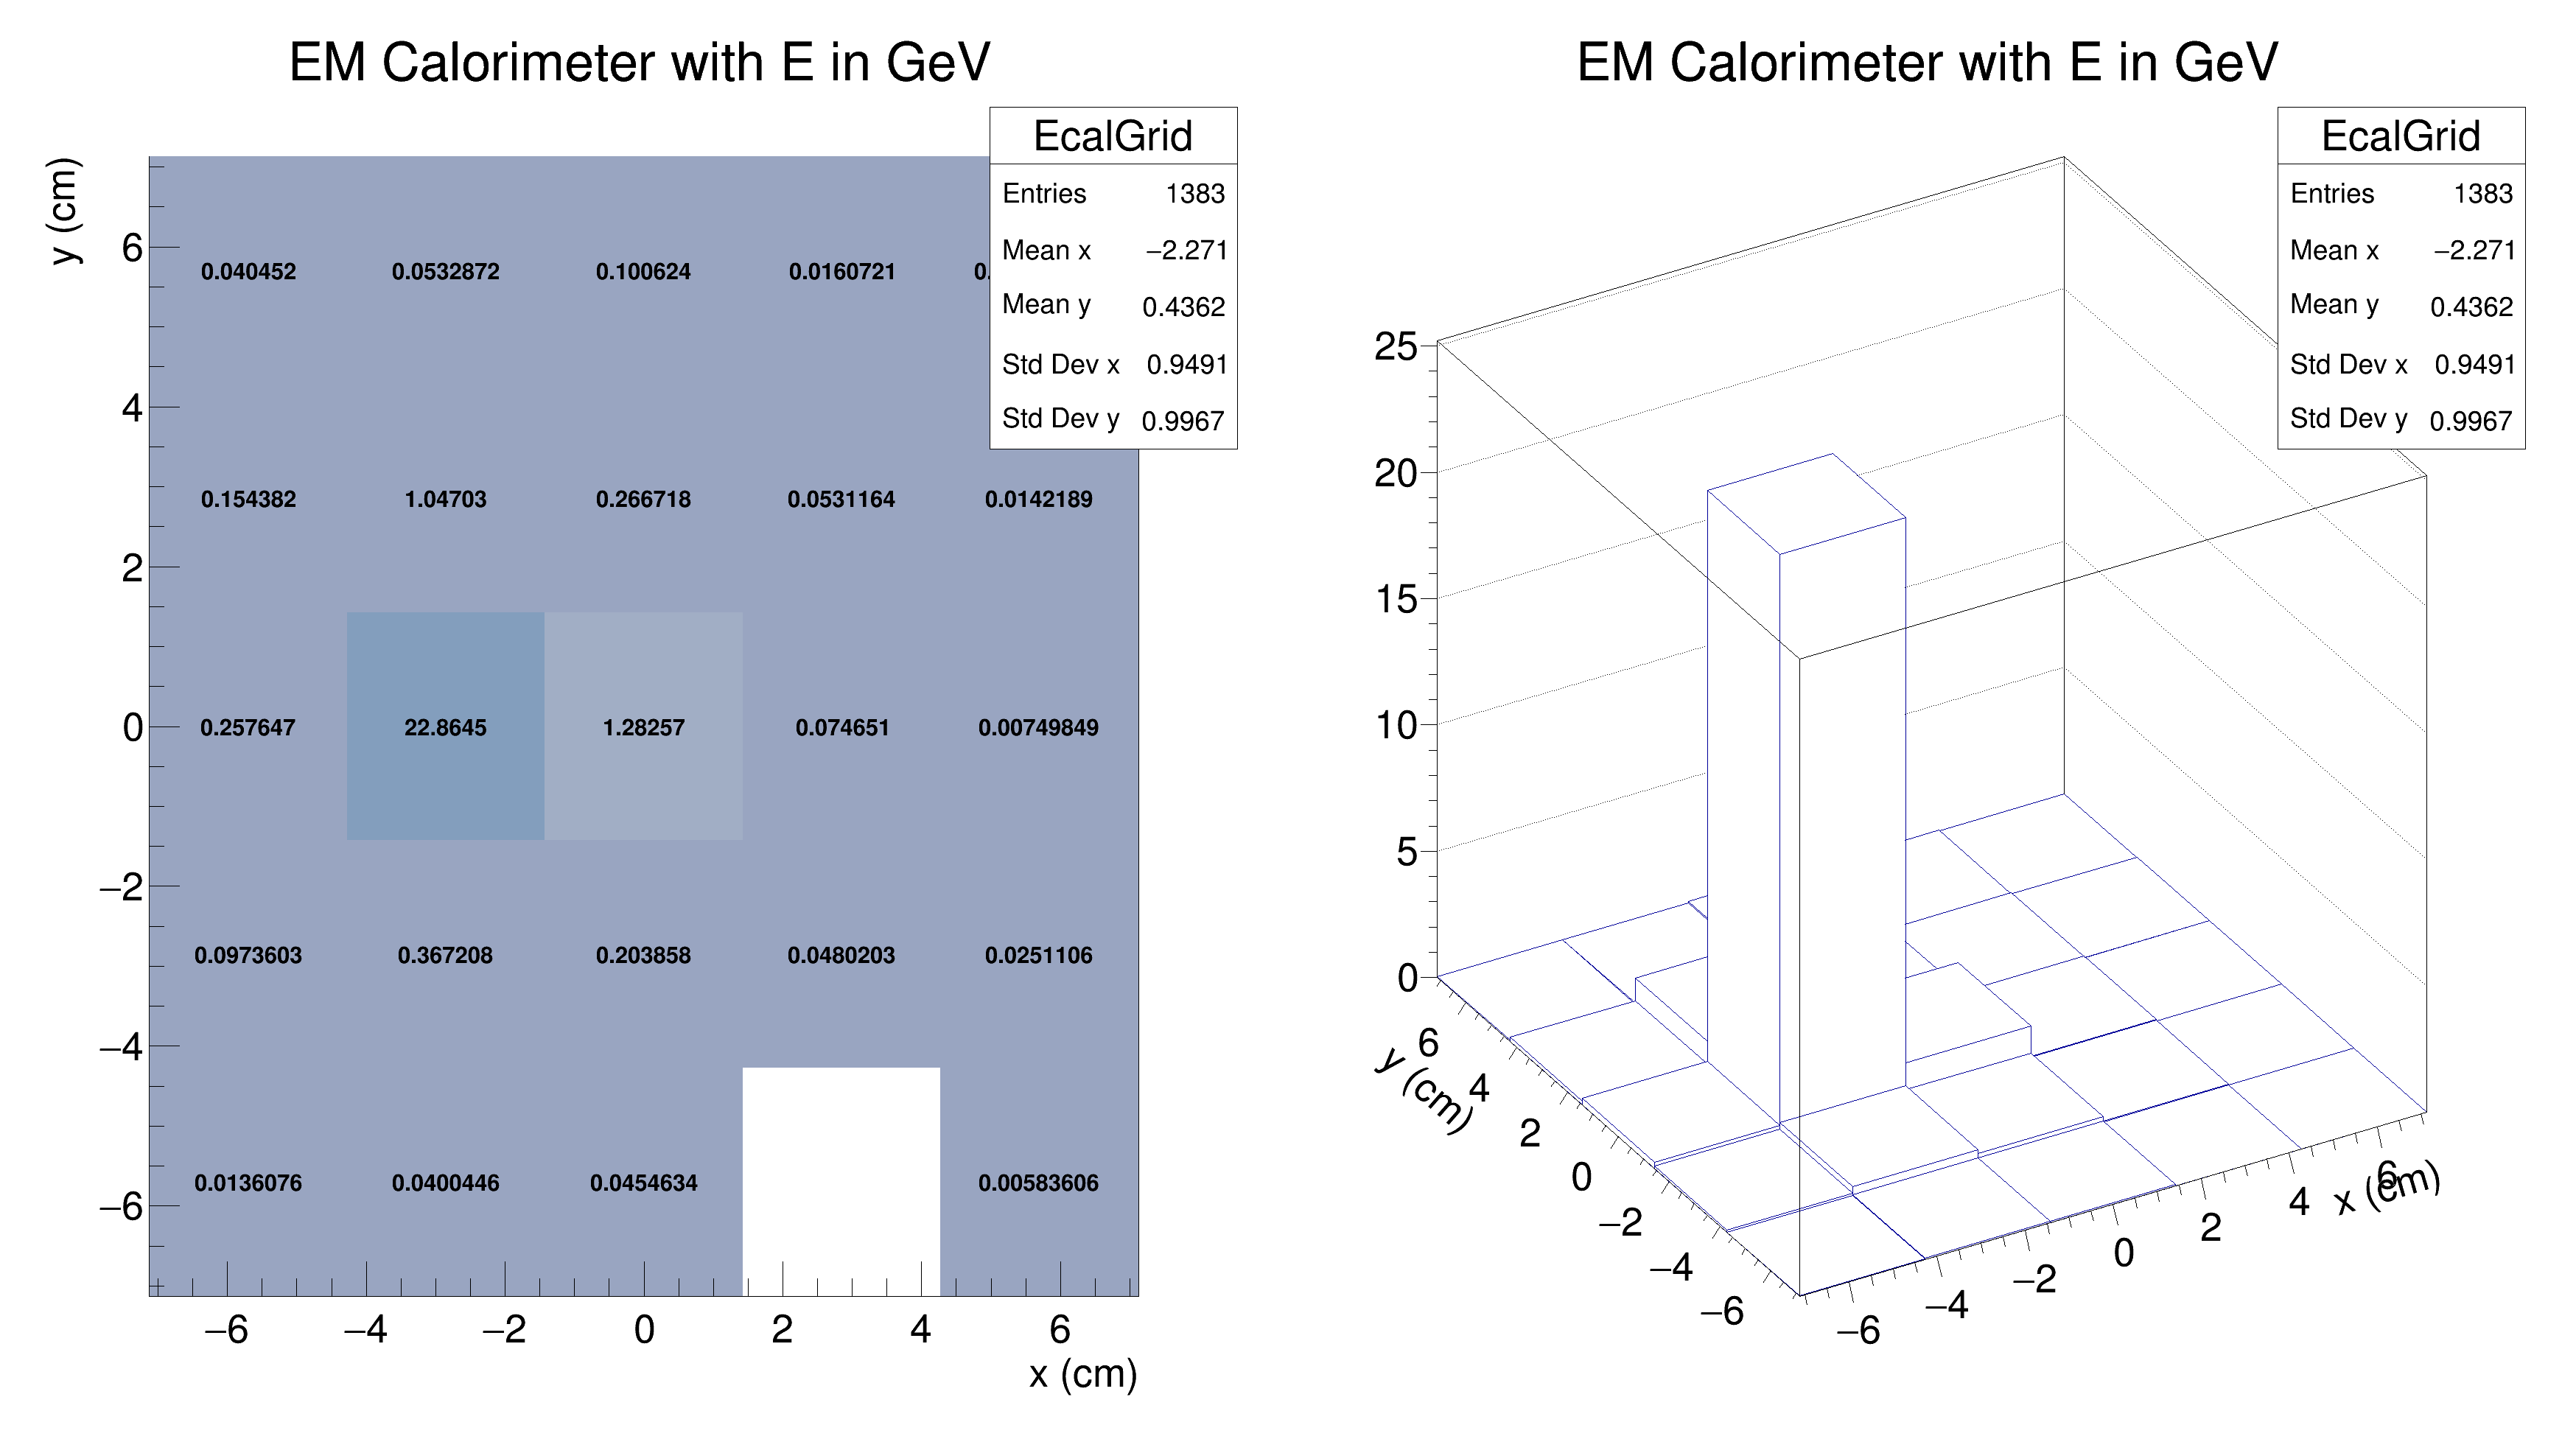 EM Calorimeter with E in GeV
EcalGrid
Entries 1383
Mean x −2.271
Mean y 0.4362
Std Dev x 0.9491
Std Dev y 0.9967
y (cm)
6
4
2
0
−2
−4
−6
0.040452 0.0532872 0.100624 0.0160721
0.154382 1.04703 0.266718 0.0531164 0.0142189
0.257647 22.8645 1.28257 0.074651 0.00749849
0.0973603 0.367208 0.203858 0.0480203 0.0251106
0.0136076 0.0400446 0.0454634 0.00583606
−6 −4 −2 0 2 4 6
x (cm)
EM Calorimeter with E in GeV
EcalGrid
Entries 1383
Mean x −2.271
Mean y 0.4362
Std Dev x 0.9491
Std Dev y 0.9967
25
20
15
10
5
0
6
4
2
0
−2
−4
−6
y (cm)
−6
−4
−2
0
2
4
6
x (cm)